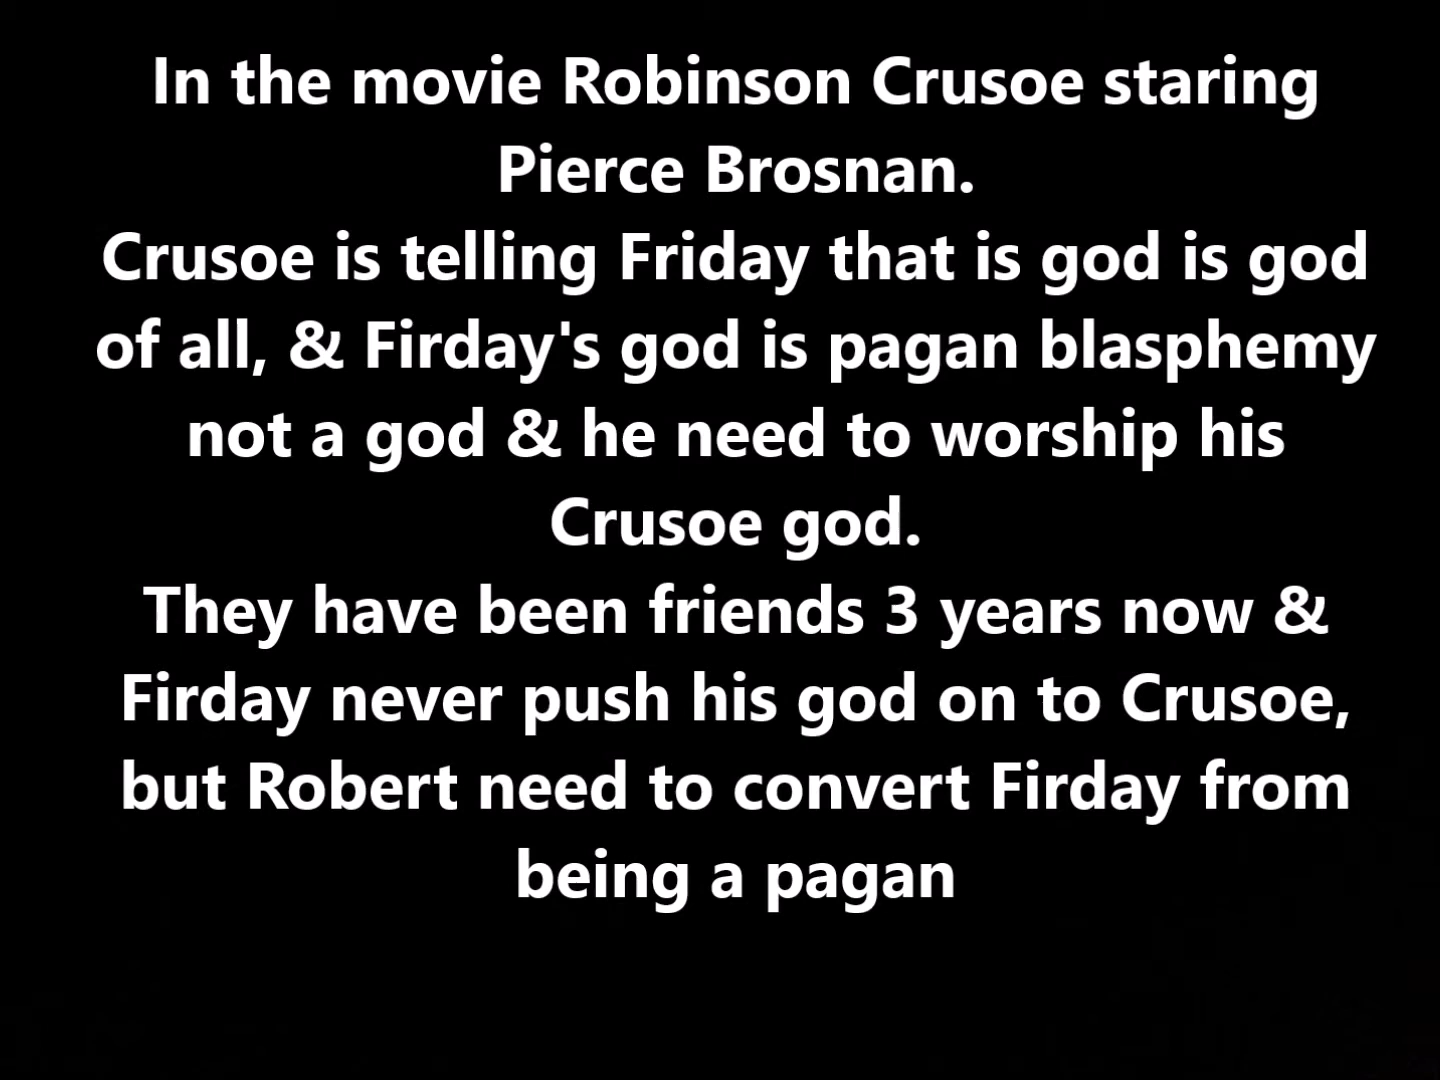 In the movie Robinson Crusoe staring
Pierce Brosnan.
Crusoe is telling Friday that is god is god
of all, & Firday's god is pagan blasphemy
not a god & he need to worship his
Crusoe god.
They have been friends 3 years now &
Firday never push his god on to Crusoe,
but Robert need to convert Firday from
being a pagan